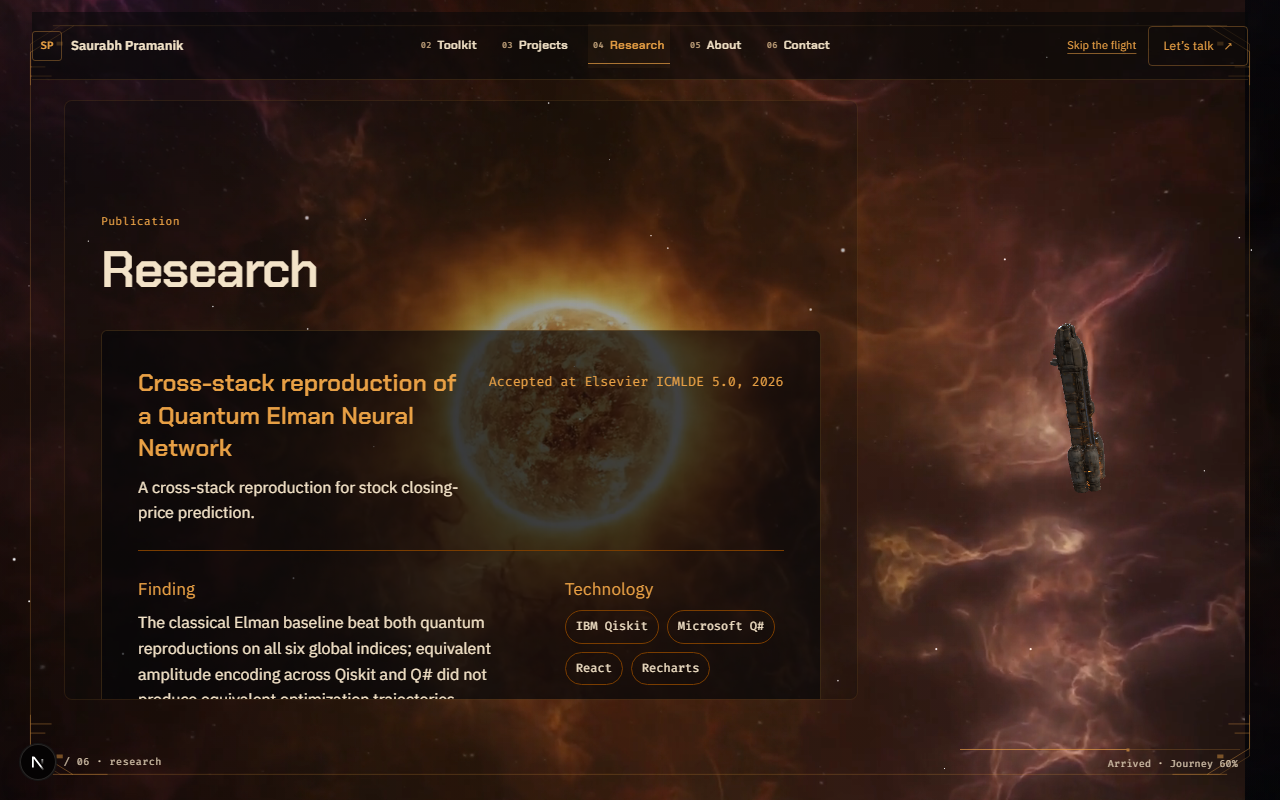 SP Saurabh Pramanik 02 Toolkit 03 Projects 04 Research 05 About 06 Contact Skip the flight Let's talk ↗
Publication
Research
Cross-stack reproduction of
a Quantum Elman Neural
Network
Accepted at Elsevier ICMLDE 5.0, 2026
A cross-stack reproduction for stock closing-
price prediction.
Finding
The classical Elman baseline beat both quantum
reproductions on all six global indices; equivalent
amplitude encoding across Qiskit and Q# did not
produce equivalent optimization trajectories
Technology
IBM Qiskit Microsoft Q#
React Recharts
N / 06 · research
Arrived · Journey 60%